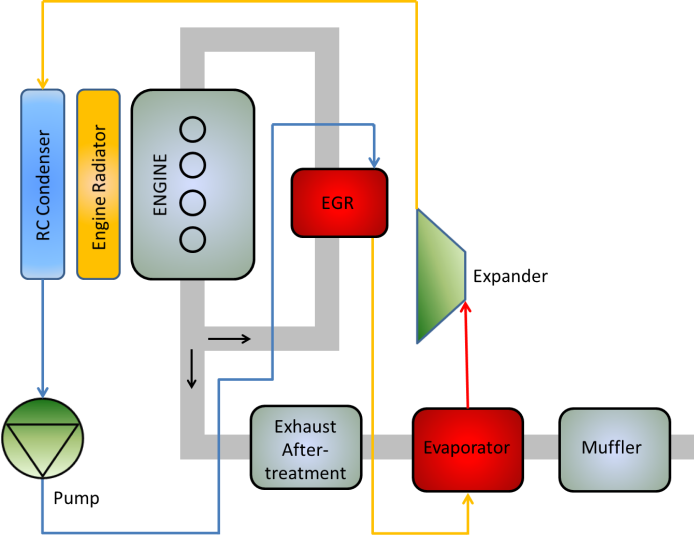 RC Condenser
Engine Radiator
ENGINE
EGR
Expander
Exhaust
After-
treatment
Evaporator
Muffler
Pump